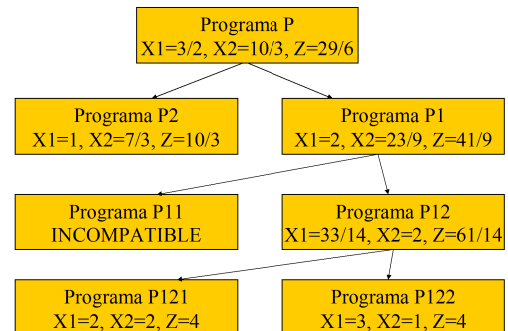 Programa P
X1=3/2, X2=10/3, Z=29/6
Programa P2
X1=1, X2=7/3, Z=10/3
Programa P1
X1=2, X2=23/9, Z=41/9
Programa P11
INCOMPATIBLE
Programa P12
X1=33/14, X2=2, Z=61/14
Programa P121
X1=2, X2=2, Z=4
Programa P122
X1=3, X2=1, Z=4